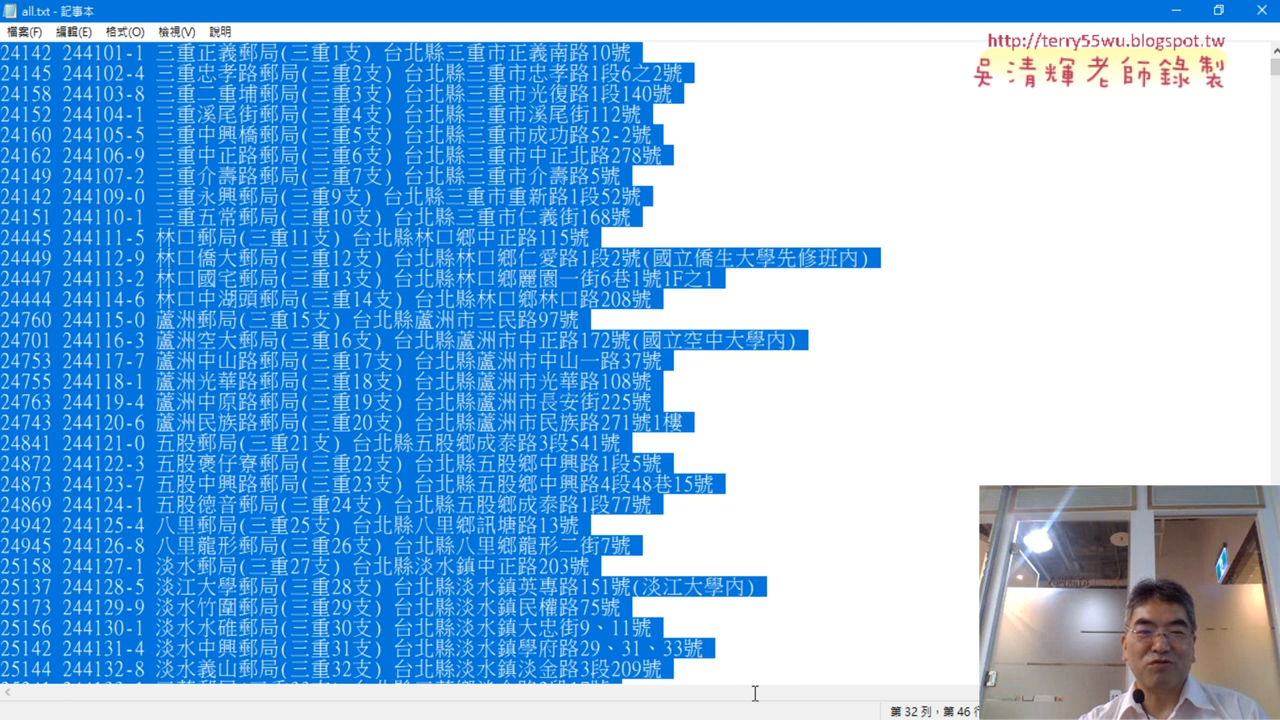 all.txt - 記事本
檔案(F) 編輯(E) 格式(O) 檢視(V) 說明
http://terry55wu.blogspot.tw
吳清輝老師錄製
24142 244101-1 三重正義郵局(三重1支) 台北縣三重市正義南路10號
24145 244102-4 三重忠孝路郵局(三重2支) 台北縣三重市忠孝路1段6之2號
24158 244103-8 三重二重埔郵局(三重3支) 台北縣三重市光復路1段140號
24152 244104-1 三重溪尾街郵局(三重4支) 台北縣三重市溪尾街112號
24160 244105-5 三重中興橋郵局(三重5支) 台北縣三重市成功路52-2號
24162 244106-9 三重中正路郵局(三重6支) 台北縣三重市中正北路278號
24149 244107-2 三重介壽路郵局(三重7支) 台北縣三重市介壽路5號
24142 244109-0 三重永興郵局(三重9支) 台北縣三重市重新路1段52號
24151 244110-1 三重五常郵局(三重10支) 台北縣三重市仁義街168號
24445 244111-5 林口郵局(三重11支) 台北縣林口鄉中正路115號
24449 244112-9 林口僑大郵局(三重12支) 台北縣林口鄉仁愛路1段2號(國立僑生大學先修班內)
24447 244113-2 林口國宅郵局(三重13支) 台北縣林口鄉麗園一街6巷1號1F之1
24444 244114-6 林口中湖頭郵局(三重14支) 台北縣林口鄉林口路208號
24760 244115-0 蘆洲郵局(三重15支) 台北縣蘆洲市三民路97號
24701 244116-3 蘆洲空大郵局(三重16支) 台北縣蘆洲市中正路172號(國立空中大學內)
24753 244117-7 蘆洲中山路郵局(三重17支) 台北縣蘆洲市中山一路37號
24755 244118-1 蘆洲光華路郵局(三重18支) 台北縣蘆洲市光華路108號
24763 244119-4 蘆洲中原路郵局(三重19支) 台北縣蘆洲市長安街225號
24743 244120-6 蘆洲民族路郵局(三重20支) 台北縣蘆洲市民族路271號1樓
24841 244121-0 五股郵局(三重21支) 台北縣五股鄉成泰路3段541號
24872 244122-3 五股褒仔寮郵局(三重22支) 台北縣五股鄉中興路1段5號
24873 244123-7 五股中興路郵局(三重23支) 台北縣五股鄉中興路4段48巷15號
24869 244124-1 五股德音郵局(三重24支) 台北縣五股鄉成泰路1段77號
24942 244125-4 八里郵局(三重25支) 台北縣八里鄉訊塘路13號
24945 244126-8 八里龍形郵局(三重26支) 台北縣八里鄉龍形二街7號
25158 244127-1 淡水郵局(三重27支) 台北縣淡水鎮中正路203號
25137 244128-5 淡江大學郵局(三重28支) 台北縣淡水鎮英專路151號(淡江大學內)
25173 244129-9 淡水竹圍郵局(三重29支) 台北縣淡水鎮民權路75號
25156 244130-1 淡水水碓郵局(三重30支) 台北縣淡水鎮大忠街9、11號
25142 244131-4 淡水中興郵局(三重31支) 台北縣淡水鎮學府路29、31、33號
25144 244132-8 淡水義山郵局(三重32支) 台北縣淡水鎮淡金路3段209號
第 32 列，第 46 行